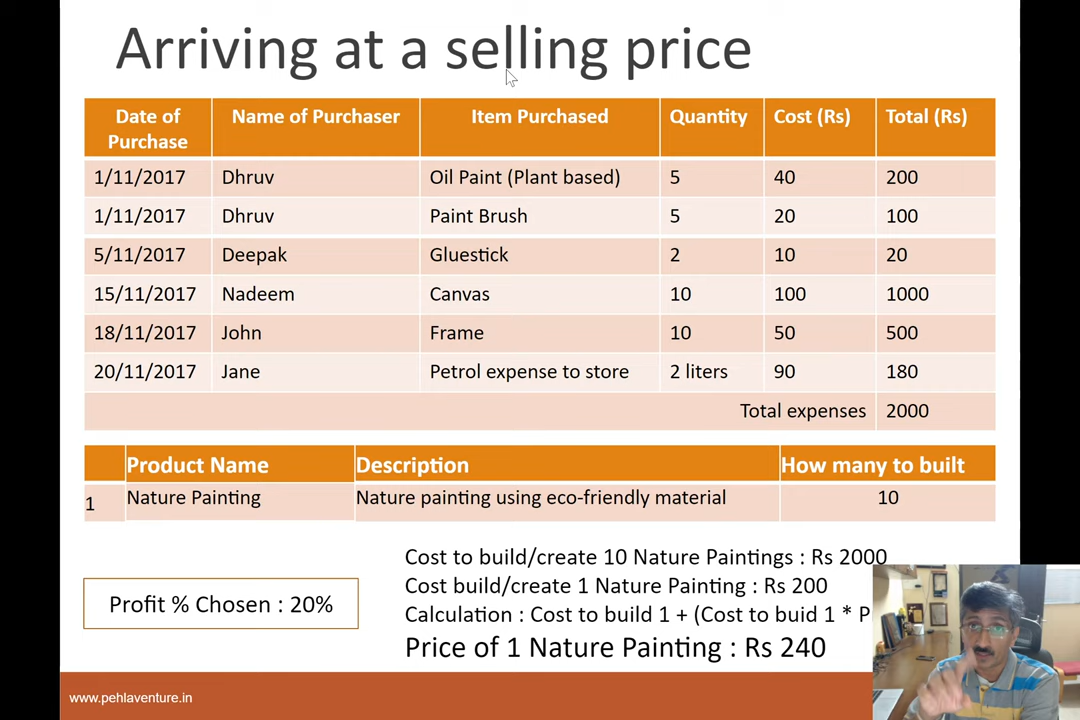 Arriving at a selling price
Date of Purchase Name of Purchaser Item Purchased Quantity Cost (Rs) Total (Rs)
1/11/2017 Dhruv Oil Paint (Plant based) 5 40 200
1/11/2017 Dhruv Paint Brush 5 20 100
5/11/2017 Deepak Gluestick 2 10 20
15/11/2017 Nadeem Canvas 10 100 1000
18/11/2017 John Frame 10 50 500
20/11/2017 Jane Petrol expense to store 2 liters 90 180
Total expenses 2000
Product Name Description How many to built
1 Nature Painting Nature painting using eco-friendly material 10
Cost to build/create 10 Nature Paintings : Rs 2000
Cost build/create 1 Nature Painting : Rs 200
Calculation : Cost to build 1 + (Cost to buid 1 * P
Price of 1 Nature Painting : Rs 240
Profit % Chosen : 20%
www.pehlaventure.in